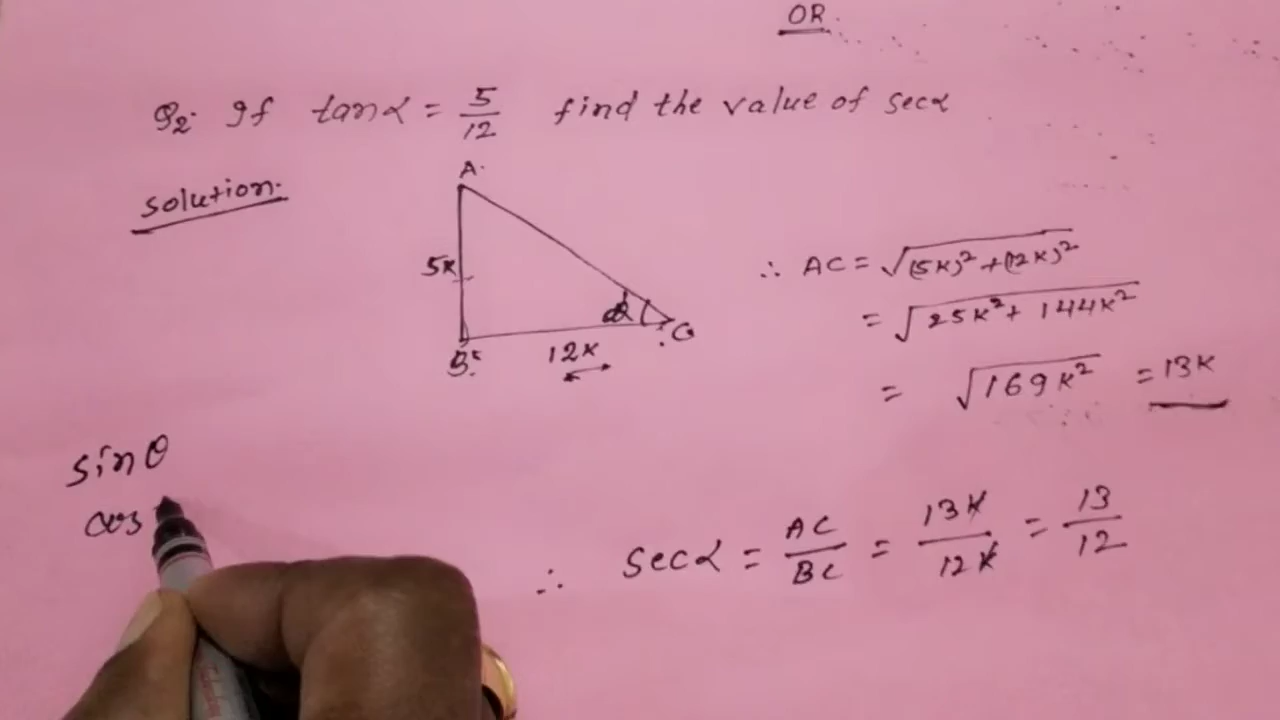 OR
Q2. If tanα = 5/12 find the value of secα
Solution:
A
5k
B
12k
α
C
∴ AC = √(5k)² + (12k)²
= √25k² + 144k²
= √169k² = 13k
sinθ
cos
∴ secα = AC/BC = 13k/12k = 13/12